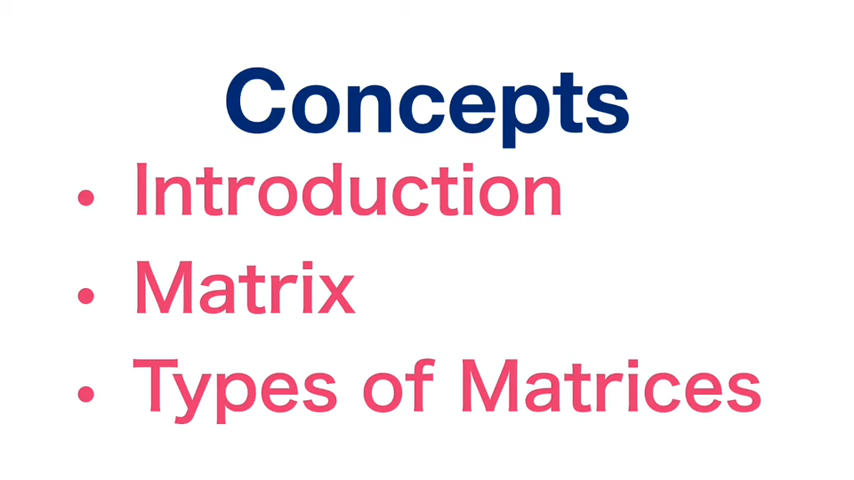 Concepts
• Introduction
• Matrix
• Types of Matrices